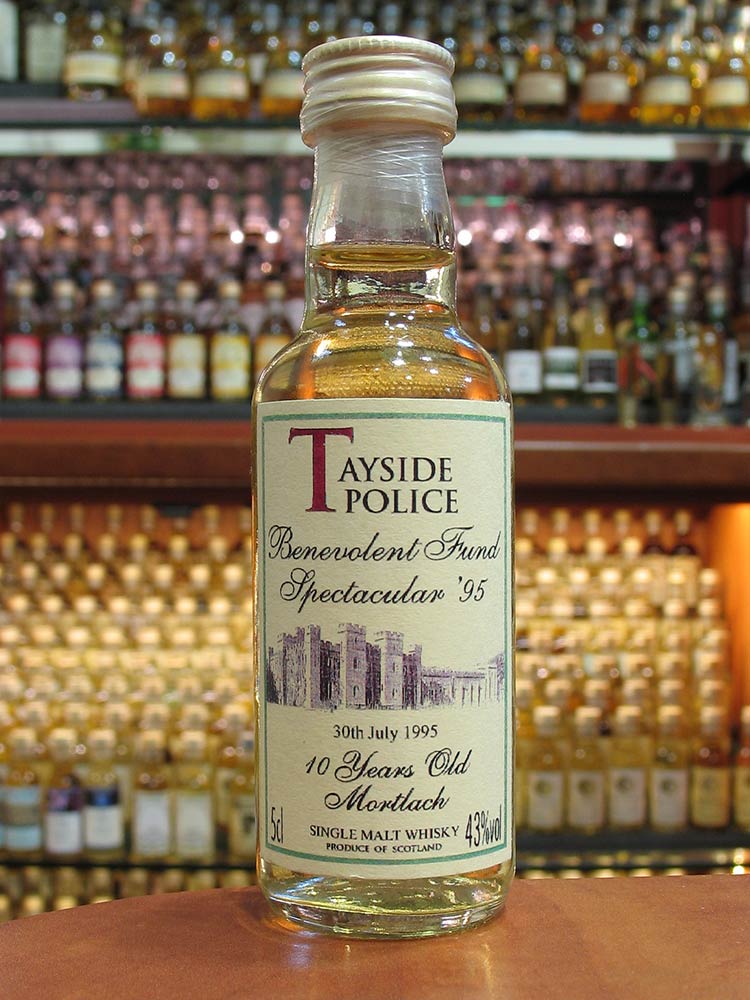 TAYSIDE
POLICE
Benevolent Fund
Spectacular '95
30th July 1995
10 Years Old
Mortlach
5cl SINGLE MALT WHISKY 43%vol
PRODUCE OF SCOTLAND